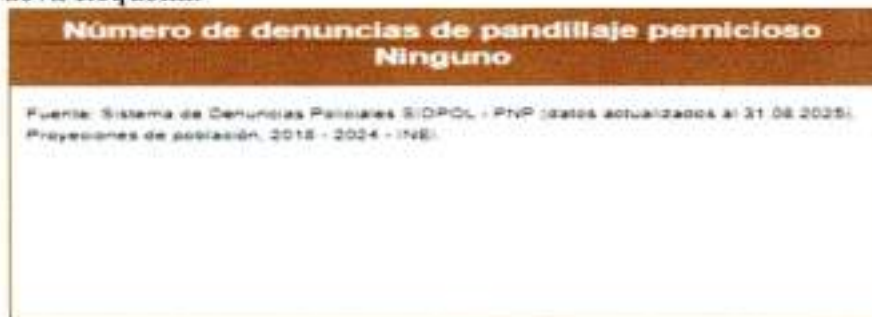 Número de denuncias de pandillaje pernicioso
Ninguno
Fuente: Sistema de Denuncias Policiales SIDPOL - PNP (datos actualizados al 31.08.2025).
Proyeciones de población, 2018 - 2024 - INEI.